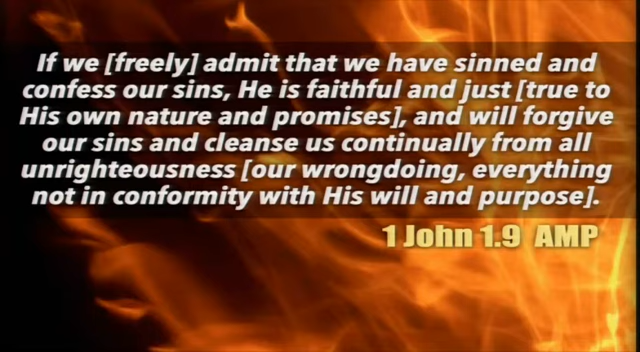 If we [freely] admit that we have sinned and
confess our sins, He is faithful and just [true to
His own nature and promises], and will forgive
our sins and cleanse us continually from all
unrighteousness [our wrongdoing, everything
not in conformity with His will and purpose].
1 John 1.9 AMP